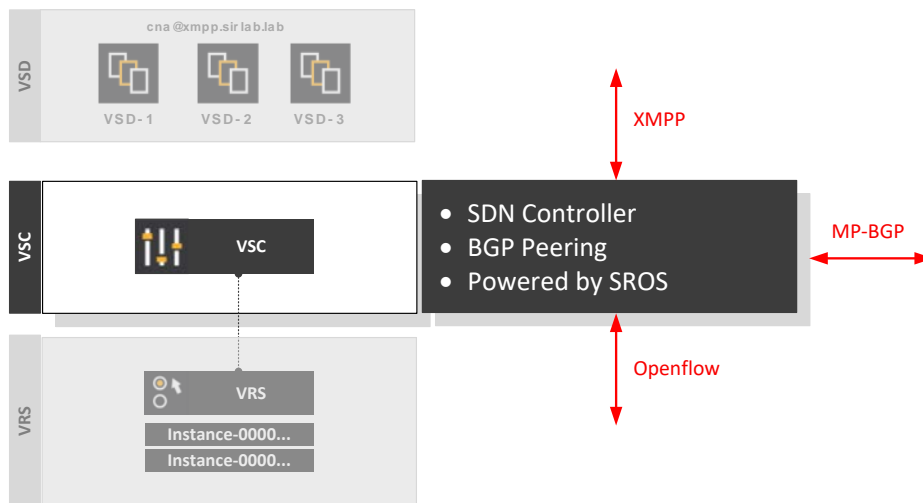 VSD
cna@xmpp.sirlab.lab
VSD-1
VSD-2
VSD-3
XMPP
VSC
VSC
• SDN Controller
• BGP Peering
• Powered by SROS
MP-BGP
Openflow
VRS
VRS
Instance-0000...
Instance-0000...